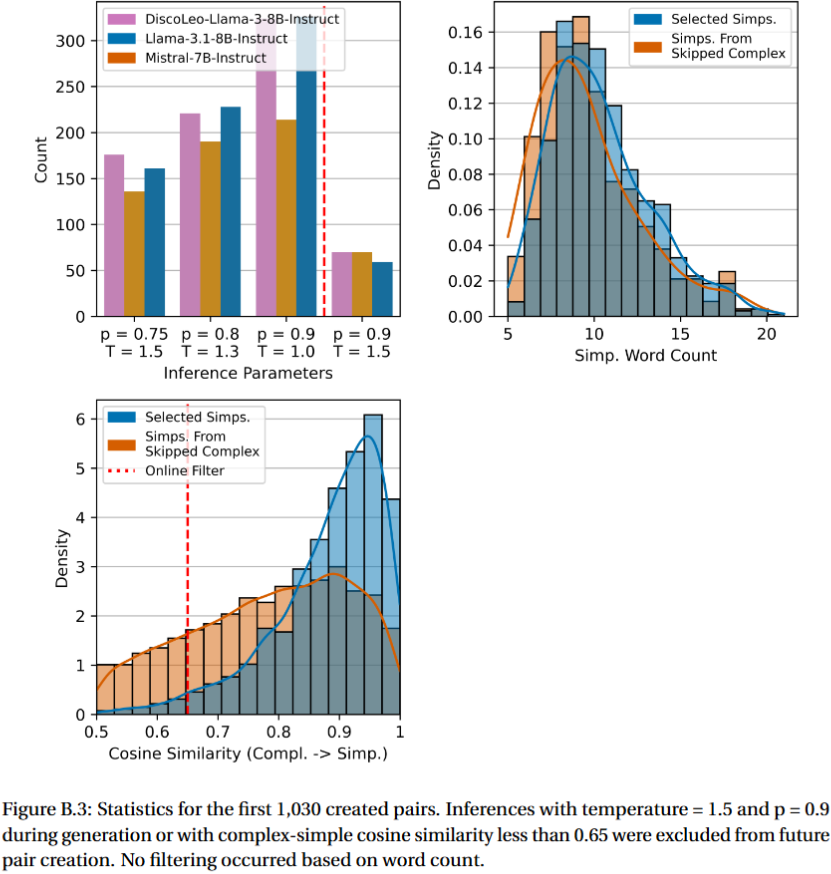 DiscoLeo-Llama-3-8B-Instruct
Llama-3.1-8B-Instruct
Mistral-7B-Instruct
300
250
200
150
100
50
0
Count
p = 0.75
T = 1.5
p = 0.8
T = 1.3
p = 0.9
T = 1.0
p = 0.9
T = 1.5
Inference Parameters
Selected Simps.
Simps. From
Skipped Complex
0.16
0.14
0.12
0.10
0.08
0.06
0.04
0.02
0.00
Density
5
10
15
20
Simp. Word Count
Selected Simps.
Simps. From
Skipped Complex
Online Filter
6
5
4
3
2
1
0
Density
0.5
0.6
0.7
0.8
0.9
1
Cosine Similarity (Compl. -> Simp.)
Figure B.3: Statistics for the first 1,030 created pairs. Inferences with temperature = 1.5 and p = 0.9
during generation or with complex-simple cosine similarity less than 0.65 were excluded from future
pair creation. No filtering occurred based on word count.